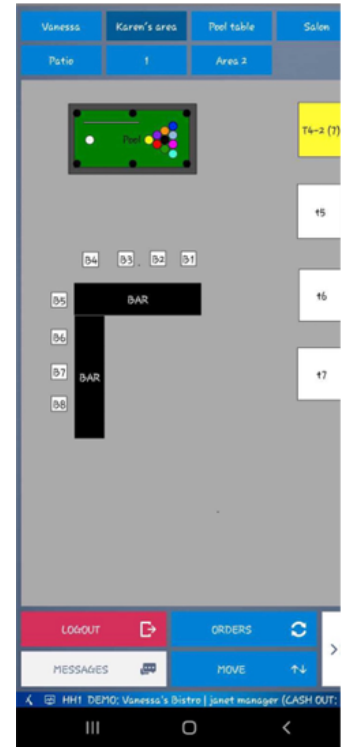 Vanessa Karen's area Pool table Salon
Patio 1 Area 2
Pool
T4-2 (7)
t5
B4 B3 B2 B1
B5 BAR t6
B6
B7 BAR t7
B8
LOGOUT ORDERS
MESSAGES MOVE
HH1 DEMO: Vanessa's Bistro | janet manager (CASH OUT: